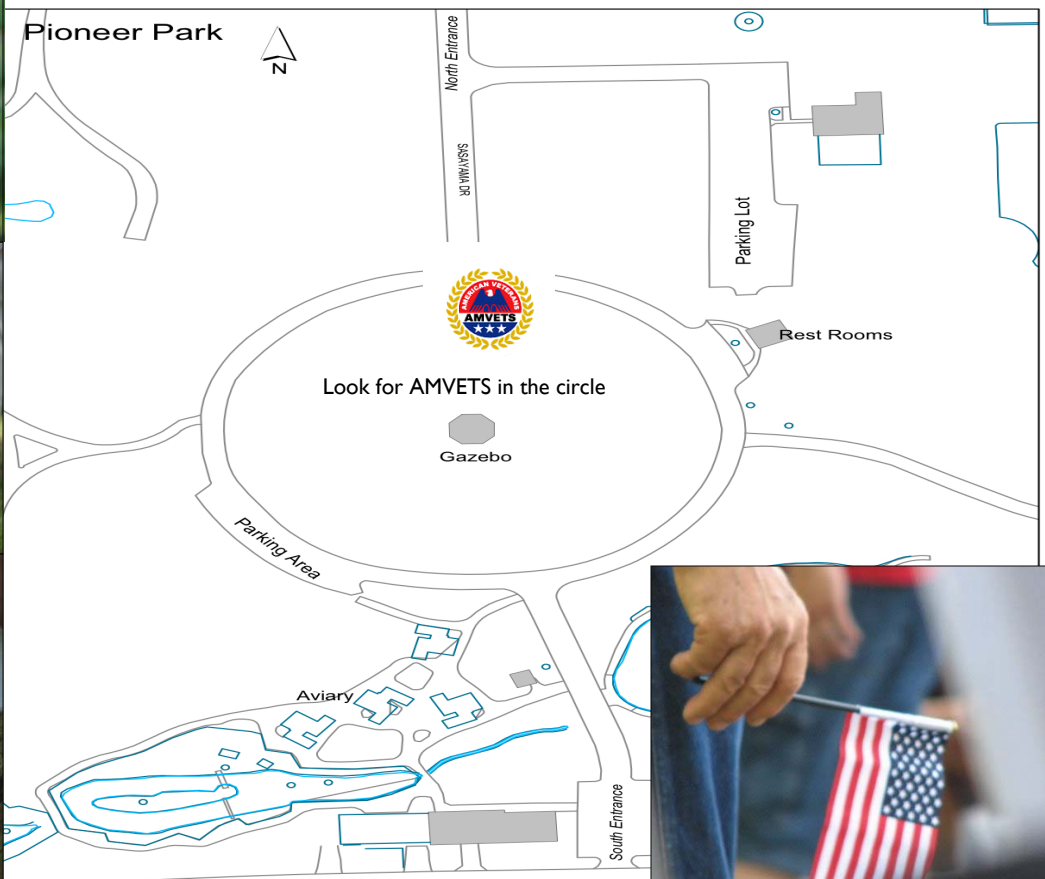 Pioneer Park
N
North Entrance
SASAYAMA DR
Parking Lot
AMERICAN VETERANS
AMVETS
Rest Rooms
Look for AMVETS in the circle
Gazebo
Parking Area
Aviary
South Entrance